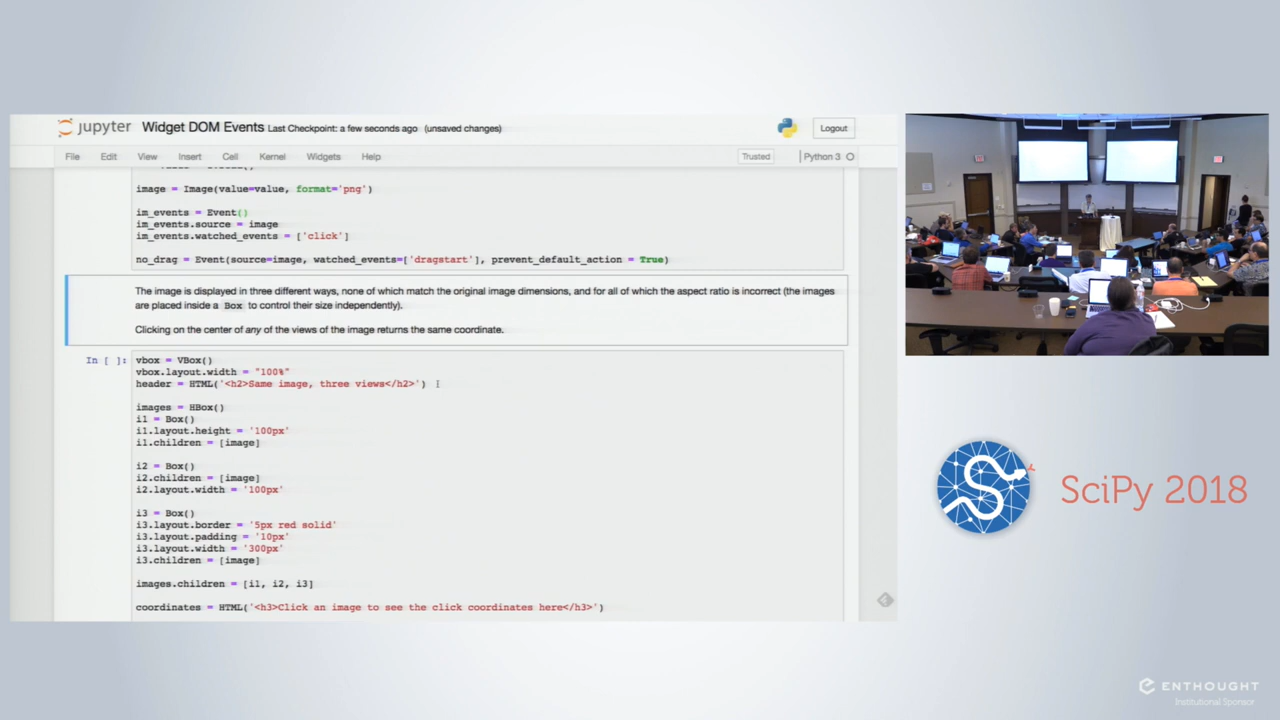 jupyter Widget DOM Events Last Checkpoint: a few seconds ago (unsaved changes) Logout
File Edit View Insert Cell Kernel Widgets Help Trusted Python 3
image = Image(value=value, format='png')
im_events = Event()
im_events.source = image
im_events.watched_events = ['click']
no_drag = Event(source=image, watched_events=['dragstart'], prevent_default_action = True)
The image is displayed in three different ways, none of which match the original image dimensions, and for all of which the aspect ratio is incorrect (the images
are placed inside a Box to control their size independently).
Clicking on the center of any of the views of the image returns the same coordinate.
In [ ]: vbox = VBox()
vbox.layout.width = "100%"
header = HTML('<h2>Same image, three views</h2>')
images = HBox()
i1 = Box()
i1.layout.height = '100px'
i1.children = [image]
i2 = Box()
i2.children = [image]
i2.layout.width = '100px'
i3 = Box()
i3.layout.border = '5px red solid'
i3.layout.padding = '10px'
i3.layout.width = '300px'
i3.children = [image]
images.children = [i1, i2, i3]
coordinates = HTML('<h3>Click an image to see the click coordinates here</h3>')
SciPy 2018
ENTHOUGHT
Institutional Sponsor